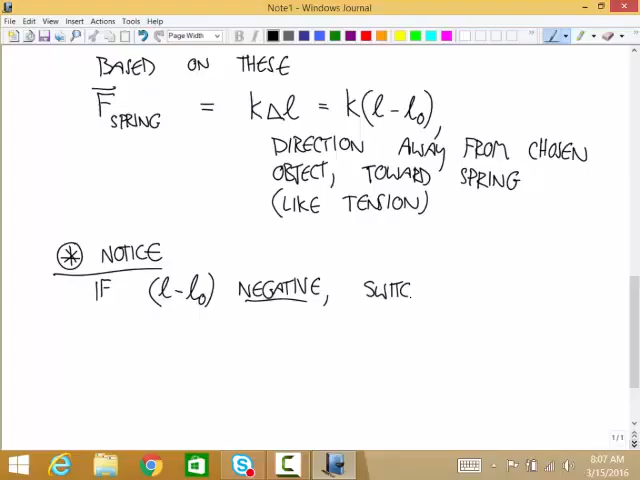 Note1 - Windows Journal
File Edit View Insert Actions Tools Help
Page Width
B
BASED ON THESE
F⃗SPRING = kΔl = k(l - l₀),
DIRECTION AWAY FROM CHOSEN
OBJECT, TOWARD SPRING
(LIKE TENSION)
* NOTICE
IF (l - l₀) NEGATIVE, SWITC
1/1
8:07 AM
3/15/2016